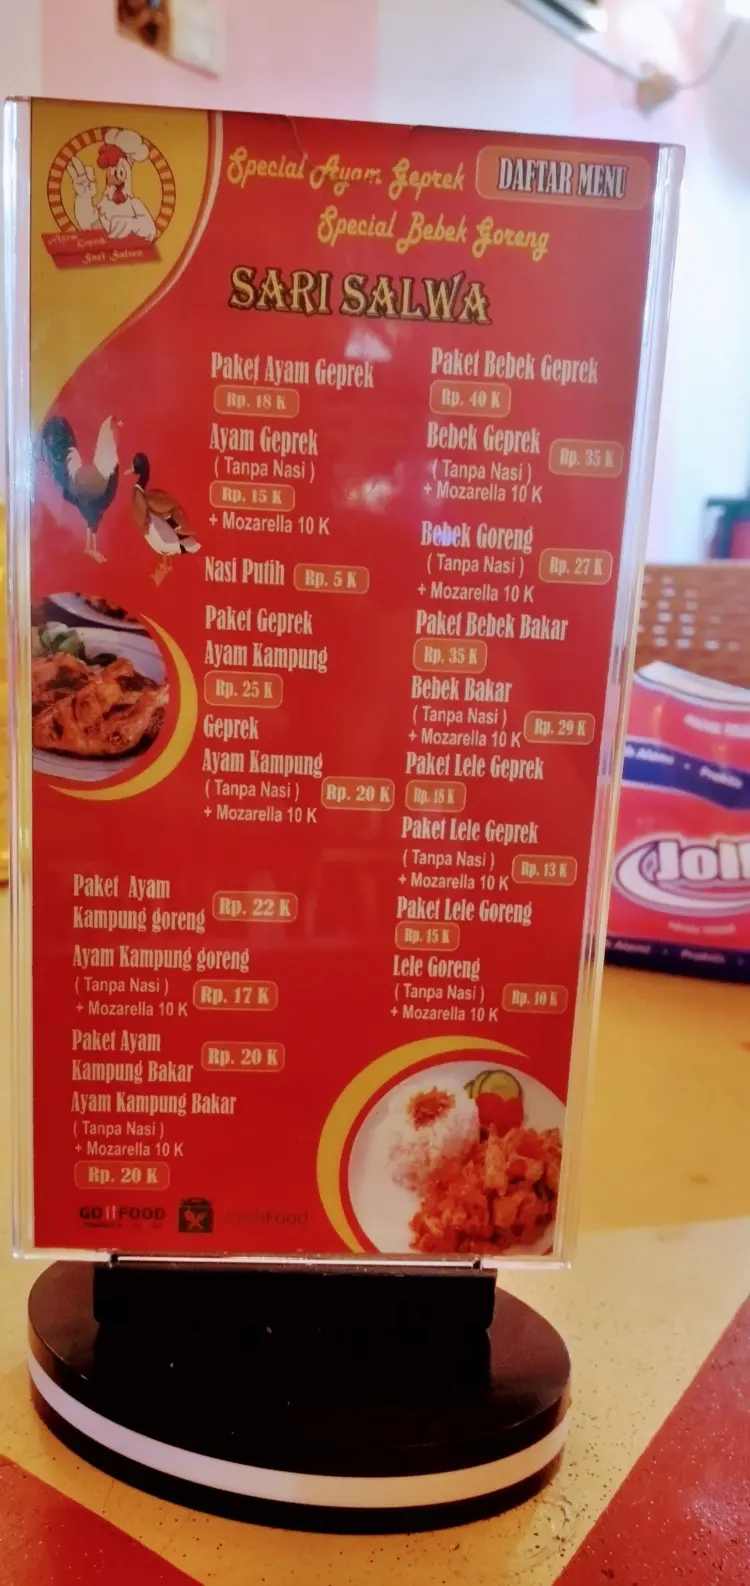 Special Ayam Geprek
DAFTAR MENU
Special Bebek Goreng
SARI SALWA
Ayam
Geprek
Sari Salwa
Paket Ayam Geprek
Rp. 18 K
Ayam Geprek
( Tanpa Nasi )
Rp. 15 K
+ Mozarella 10 K
Nasi Putih Rp. 5 K
Paket Geprek
Ayam Kampung
Rp. 25 K
Geprek
Ayam Kampung
( Tanpa Nasi ) Rp. 20 K
+ Mozarella 10 K
Paket Ayam
Kampung goreng Rp. 22 K
Ayam Kampung goreng
( Tanpa Nasi ) Rp. 17 K
+ Mozarella 10 K
Paket Ayam
Kampung Bakar Rp. 20 K
Ayam Kampung Bakar
( Tanpa Nasi )
+ Mozarella 10 K
Rp. 20 K
GOFOOD
GrabFood
Paket Bebek Geprek
Rp. 40 K
Bebek Geprek Rp. 35 K
( Tanpa Nasi )
+ Mozarella 10 K
Bebek Goreng
( Tanpa Nasi ) Rp. 27 K
+ Mozarella 10 K
Paket Bebek Bakar
Rp. 35 K
Bebek Bakar
( Tanpa Nasi ) Rp. 29 K
+ Mozarella 10 K
Paket Lele Geprek
Rp. 18 K
Paket Lele Geprek
( Tanpa Nasi ) Rp. 13 K
+ Mozarella 10 K
Paket Lele Goreng
Rp. 15 K
Lele Goreng
( Tanpa Nasi ) Rp. 10 K
+ Mozarella 10 K
Joll